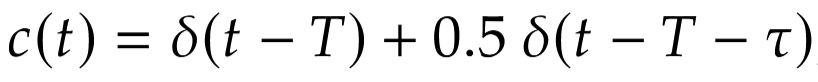 c(t) = δ(t − T) + 0.5 δ(t − T − τ)